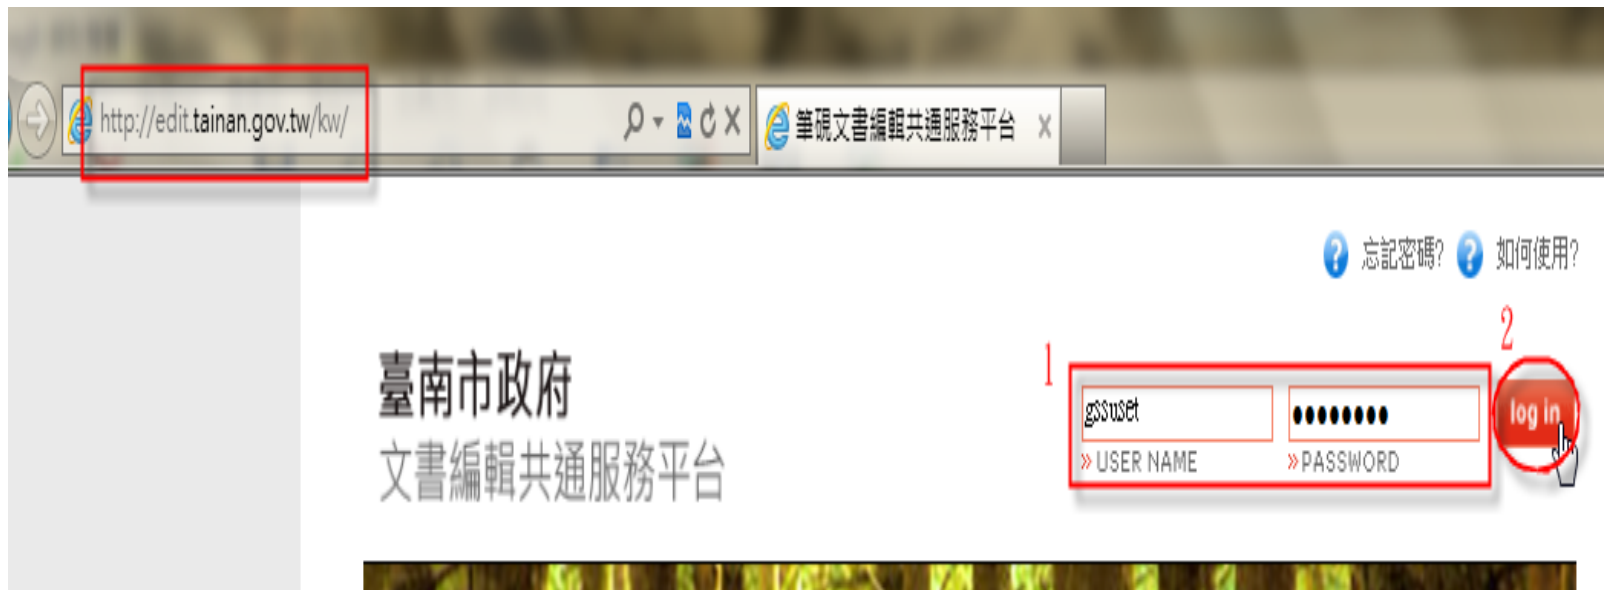 http://edit.tainan.gov.tw/kw/
筆硯文書編輯共通服務平台
忘記密碼? 如何使用?
2
1
臺南市政府
gssuset
log in
文書編輯共通服務平台
» USER NAME » PASSWORD